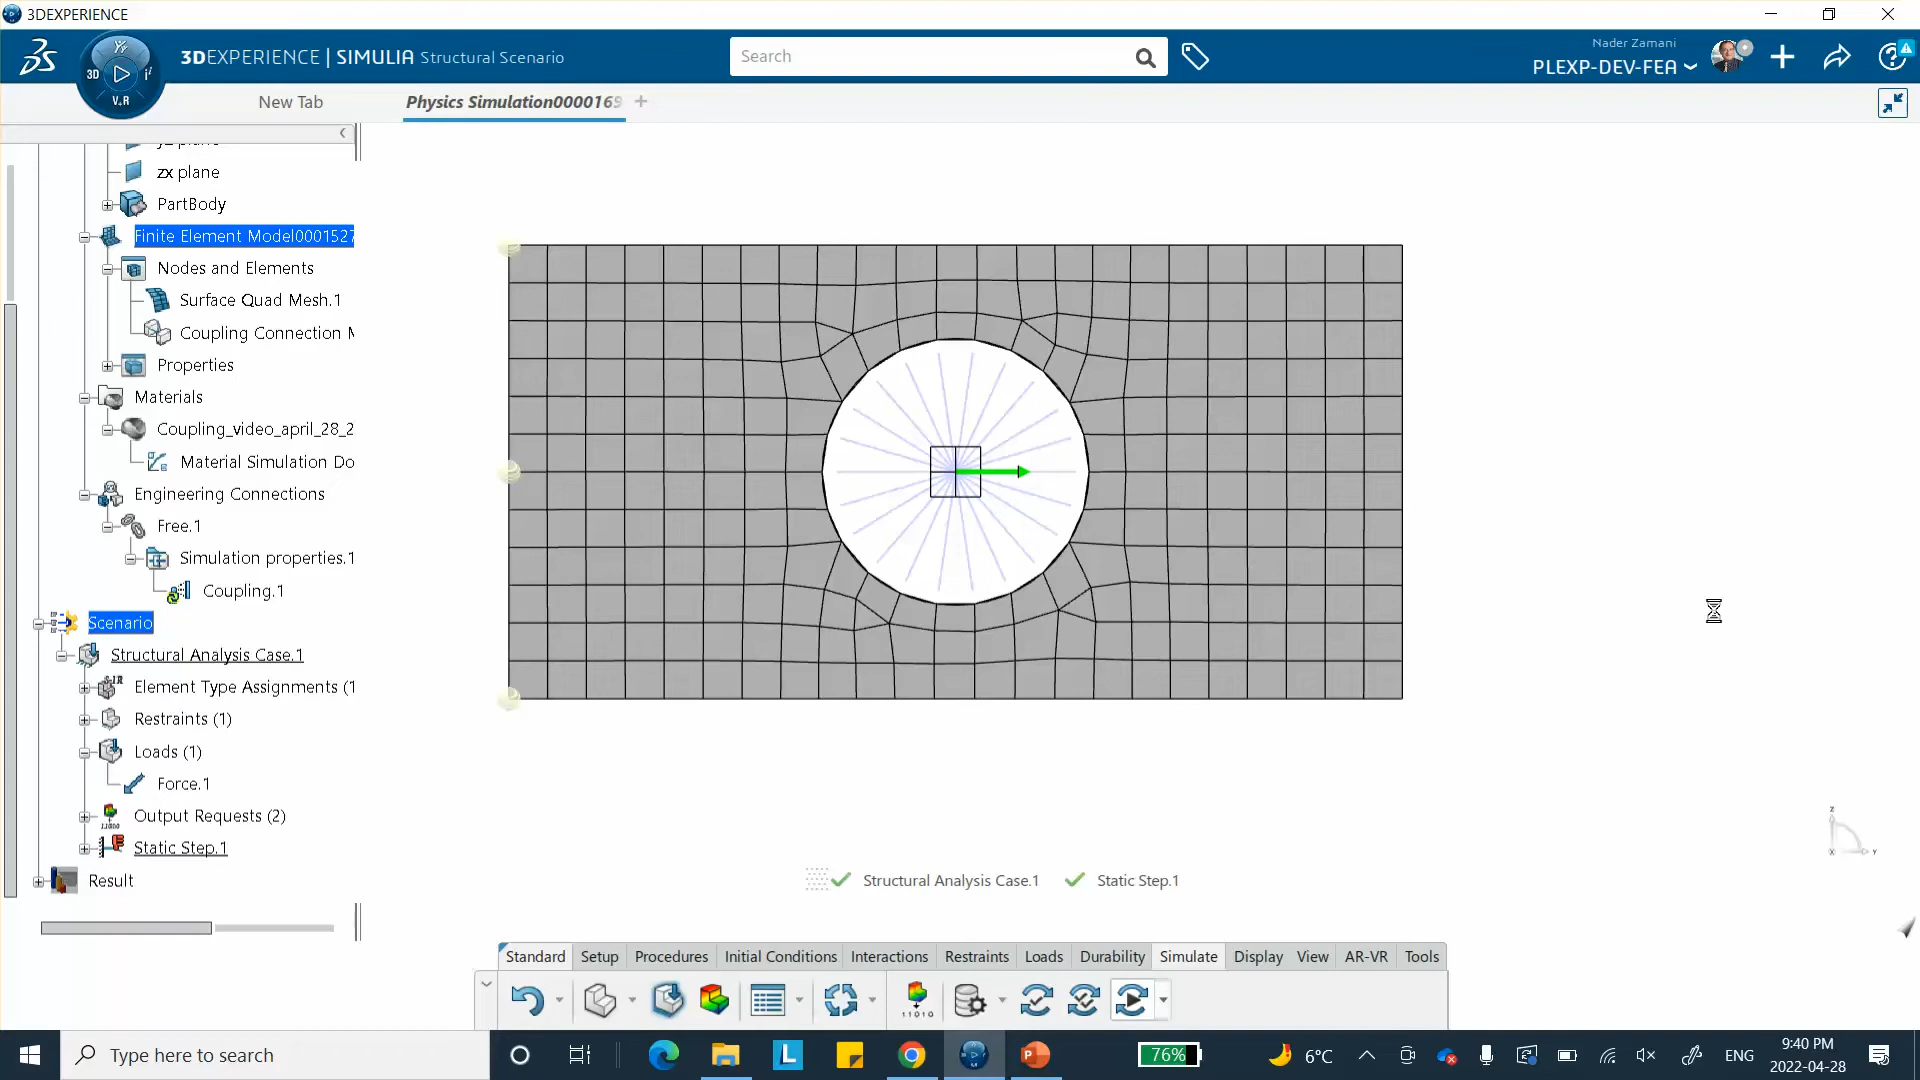 3DEXPERIENCE
3DEXPERIENCE | SIMULIA Structural Scenario
Search
Nader Zamani
PLEXP-DEV-FEA
3D
V.R
New Tab
Physics Simulation0000169
zx plane
PartBody
Finite Element Model0001527
Nodes and Elements
Surface Quad Mesh.1
Coupling Connection M
Properties
Materials
Coupling_video_april_28_2
Material Simulation Do
Engineering Connections
Free.1
Simulation properties.1
Coupling.1
Scenario
Structural Analysis Case.1
Element Type Assignments (1
Restraints (1)
Loads (1)
Force.1
Output Requests (2)
Static Step.1
Result
Structural Analysis Case.1
Static Step.1
Standard
Setup
Procedures
Initial Conditions
Interactions
Restraints
Loads
Durability
Simulate
Display
View
AR-VR
Tools
11010
Type here to search
76%
6°C
ENG
9:40 PM
2022-04-28